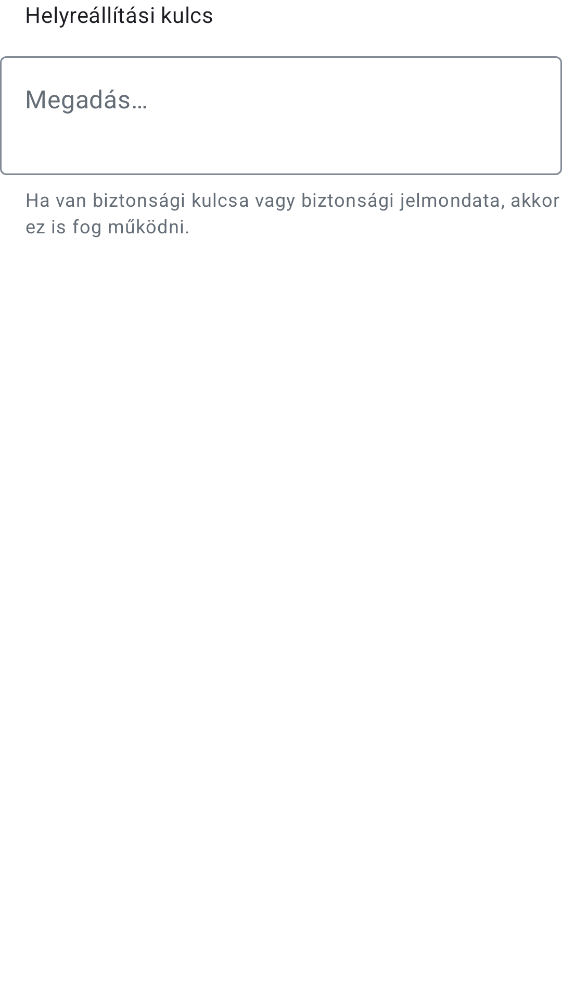 Helyreállítási kulcs
Megadás…
Ha van biztonsági kulcsa vagy biztonsági jelmondata, akkor
ez is fog működni.